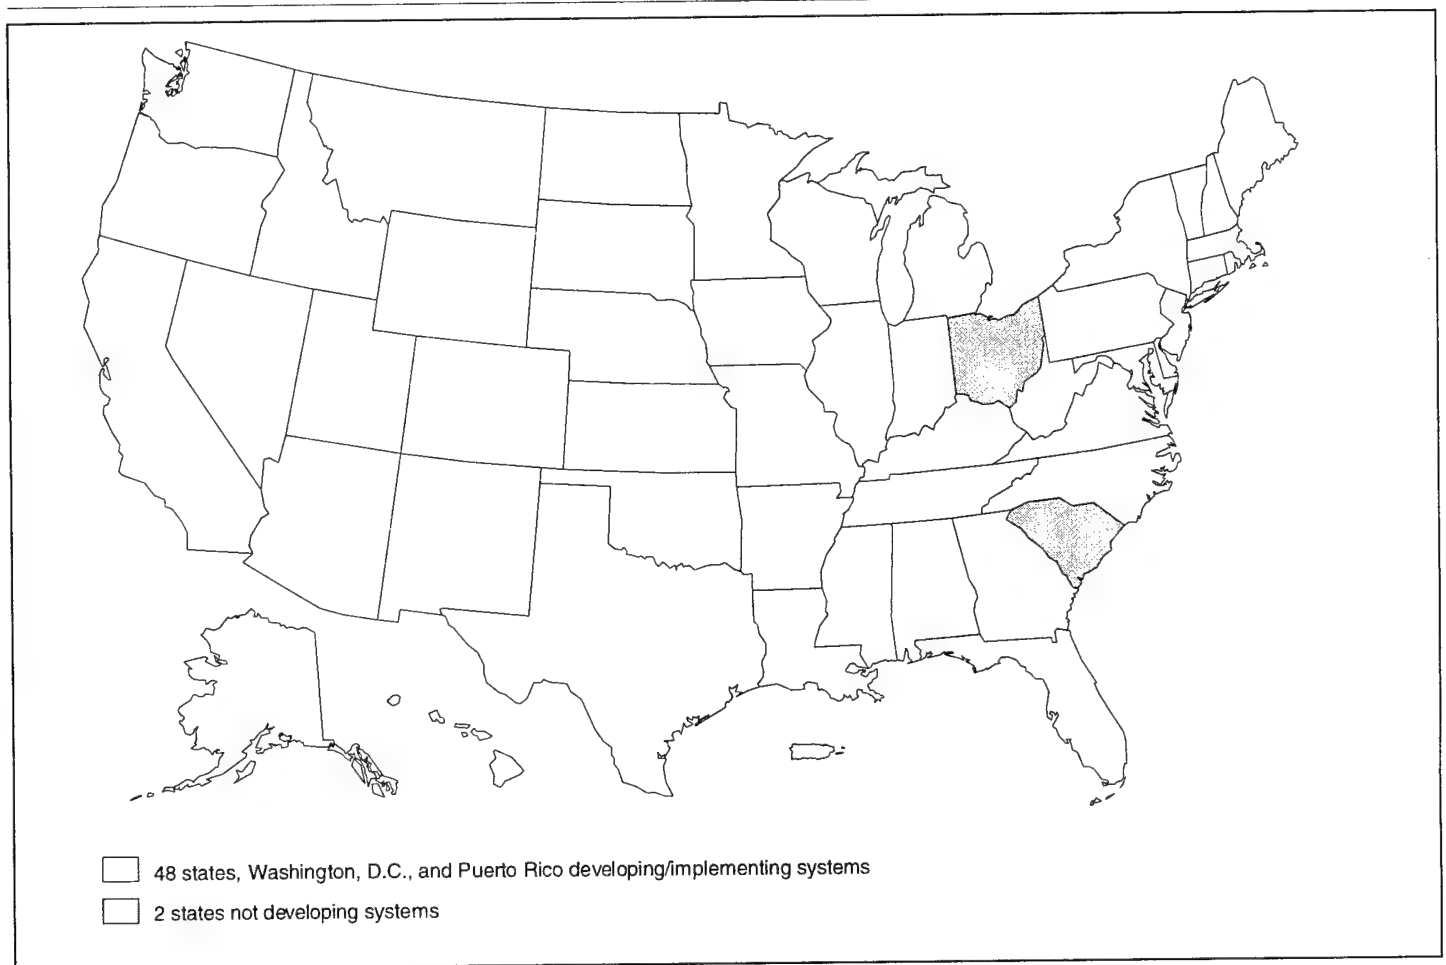 48 states, Washington, D.C., and Puerto Rico developing/implementing systems
2 states not developing systems